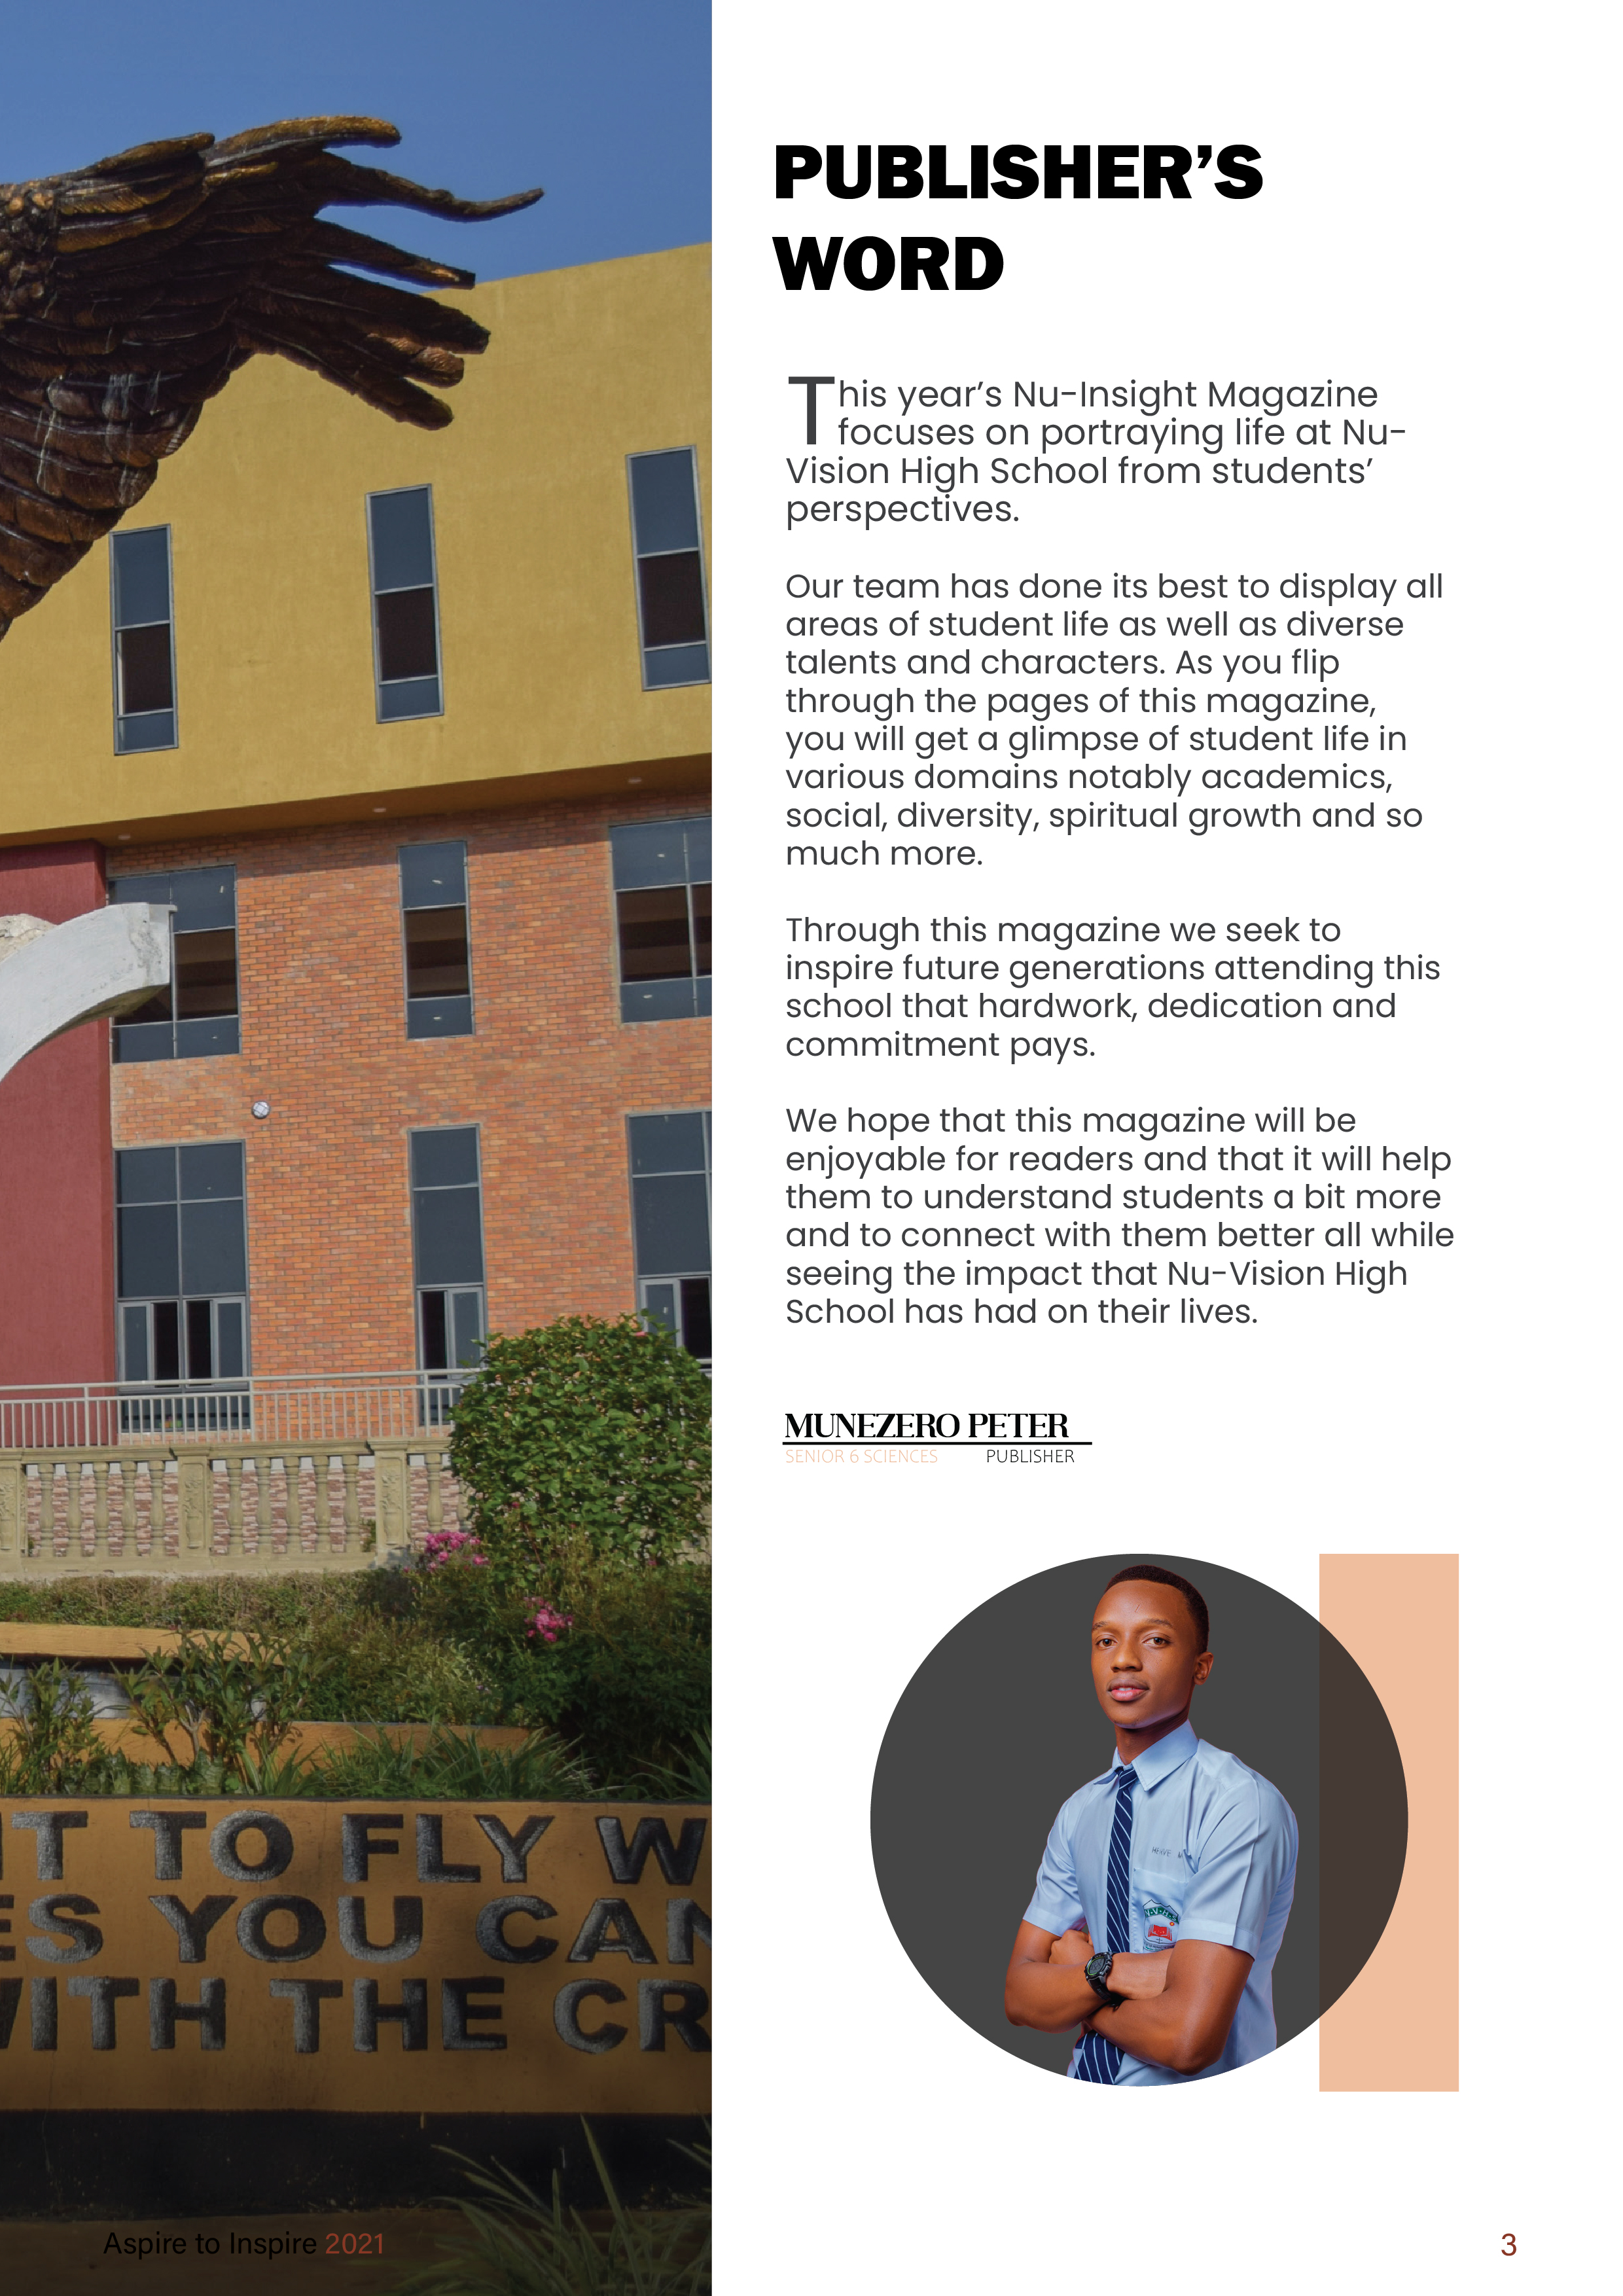 PUBLISHER’S
WORD
This year’s Nu-Insight Magazine
focuses on portraying life at Nu-
Vision High School from students’
perspectives.
Our team has done its best to display all
areas of student life as well as diverse
talents and characters. As you flip
through the pages of this magazine,
you will get a glimpse of student life in
various domains notably academics,
social, diversity, spiritual growth and so
much more.
Through this magazine we seek to
inspire future generations attending this
school that hardwork, dedication and
commitment pays.
We hope that this magazine will be
enjoyable for readers and that it will help
them to understand students a bit more
and to connect with them better all while
seeing the impact that Nu-Vision High
School has had on their lives.
MUNEZERO PETER
SENIOR 6 SCIENCES PUBLISHER
HERVE M
T TO FLY W
ES YOU CAN
WITH THE CR
Aspire to Inspire 2021
3